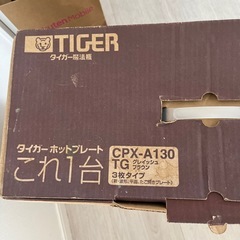 TIGER
タイガー魔法瓶
タイガー ホットプレート
これ1台
CPX-A130
TG グレイッシュ
ブラウン
3枚タイプ